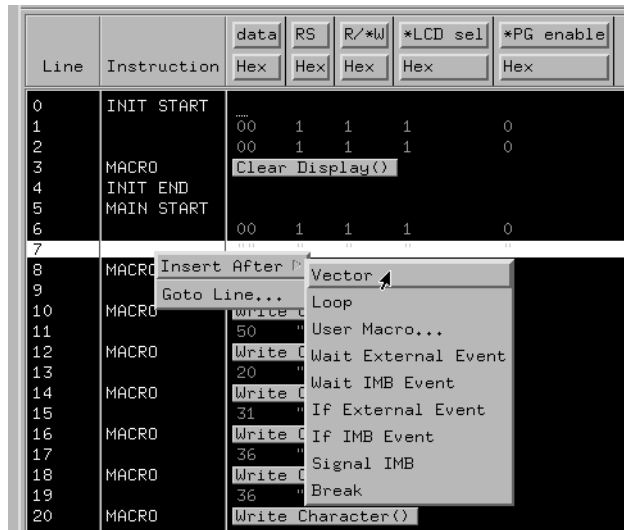 data RS R/*W *LCD sel *PG enable
Line Instruction Hex Hex Hex Hex Hex
0 INIT START
1 00 1 1 1 0
2 00 1 1 1 0
3 MACRO Clear Display()
4 INIT END
5 MAIN START
6 00 1 1 1 0
7 "" " " " "
8 MACRO
Insert After Vector
9
Goto Line... Loop
10 MACRO Write
11 50 " User Macro...
12 MACRO Write Wait External Event
13 20 " Wait IMB Event
14 MACRO Write
15 31 " If External Event
16 MACRO Write If IMB Event
17 36 " Signal IMB
18 MACRO Write
19 36 " Break
20 MACRO Write Character()